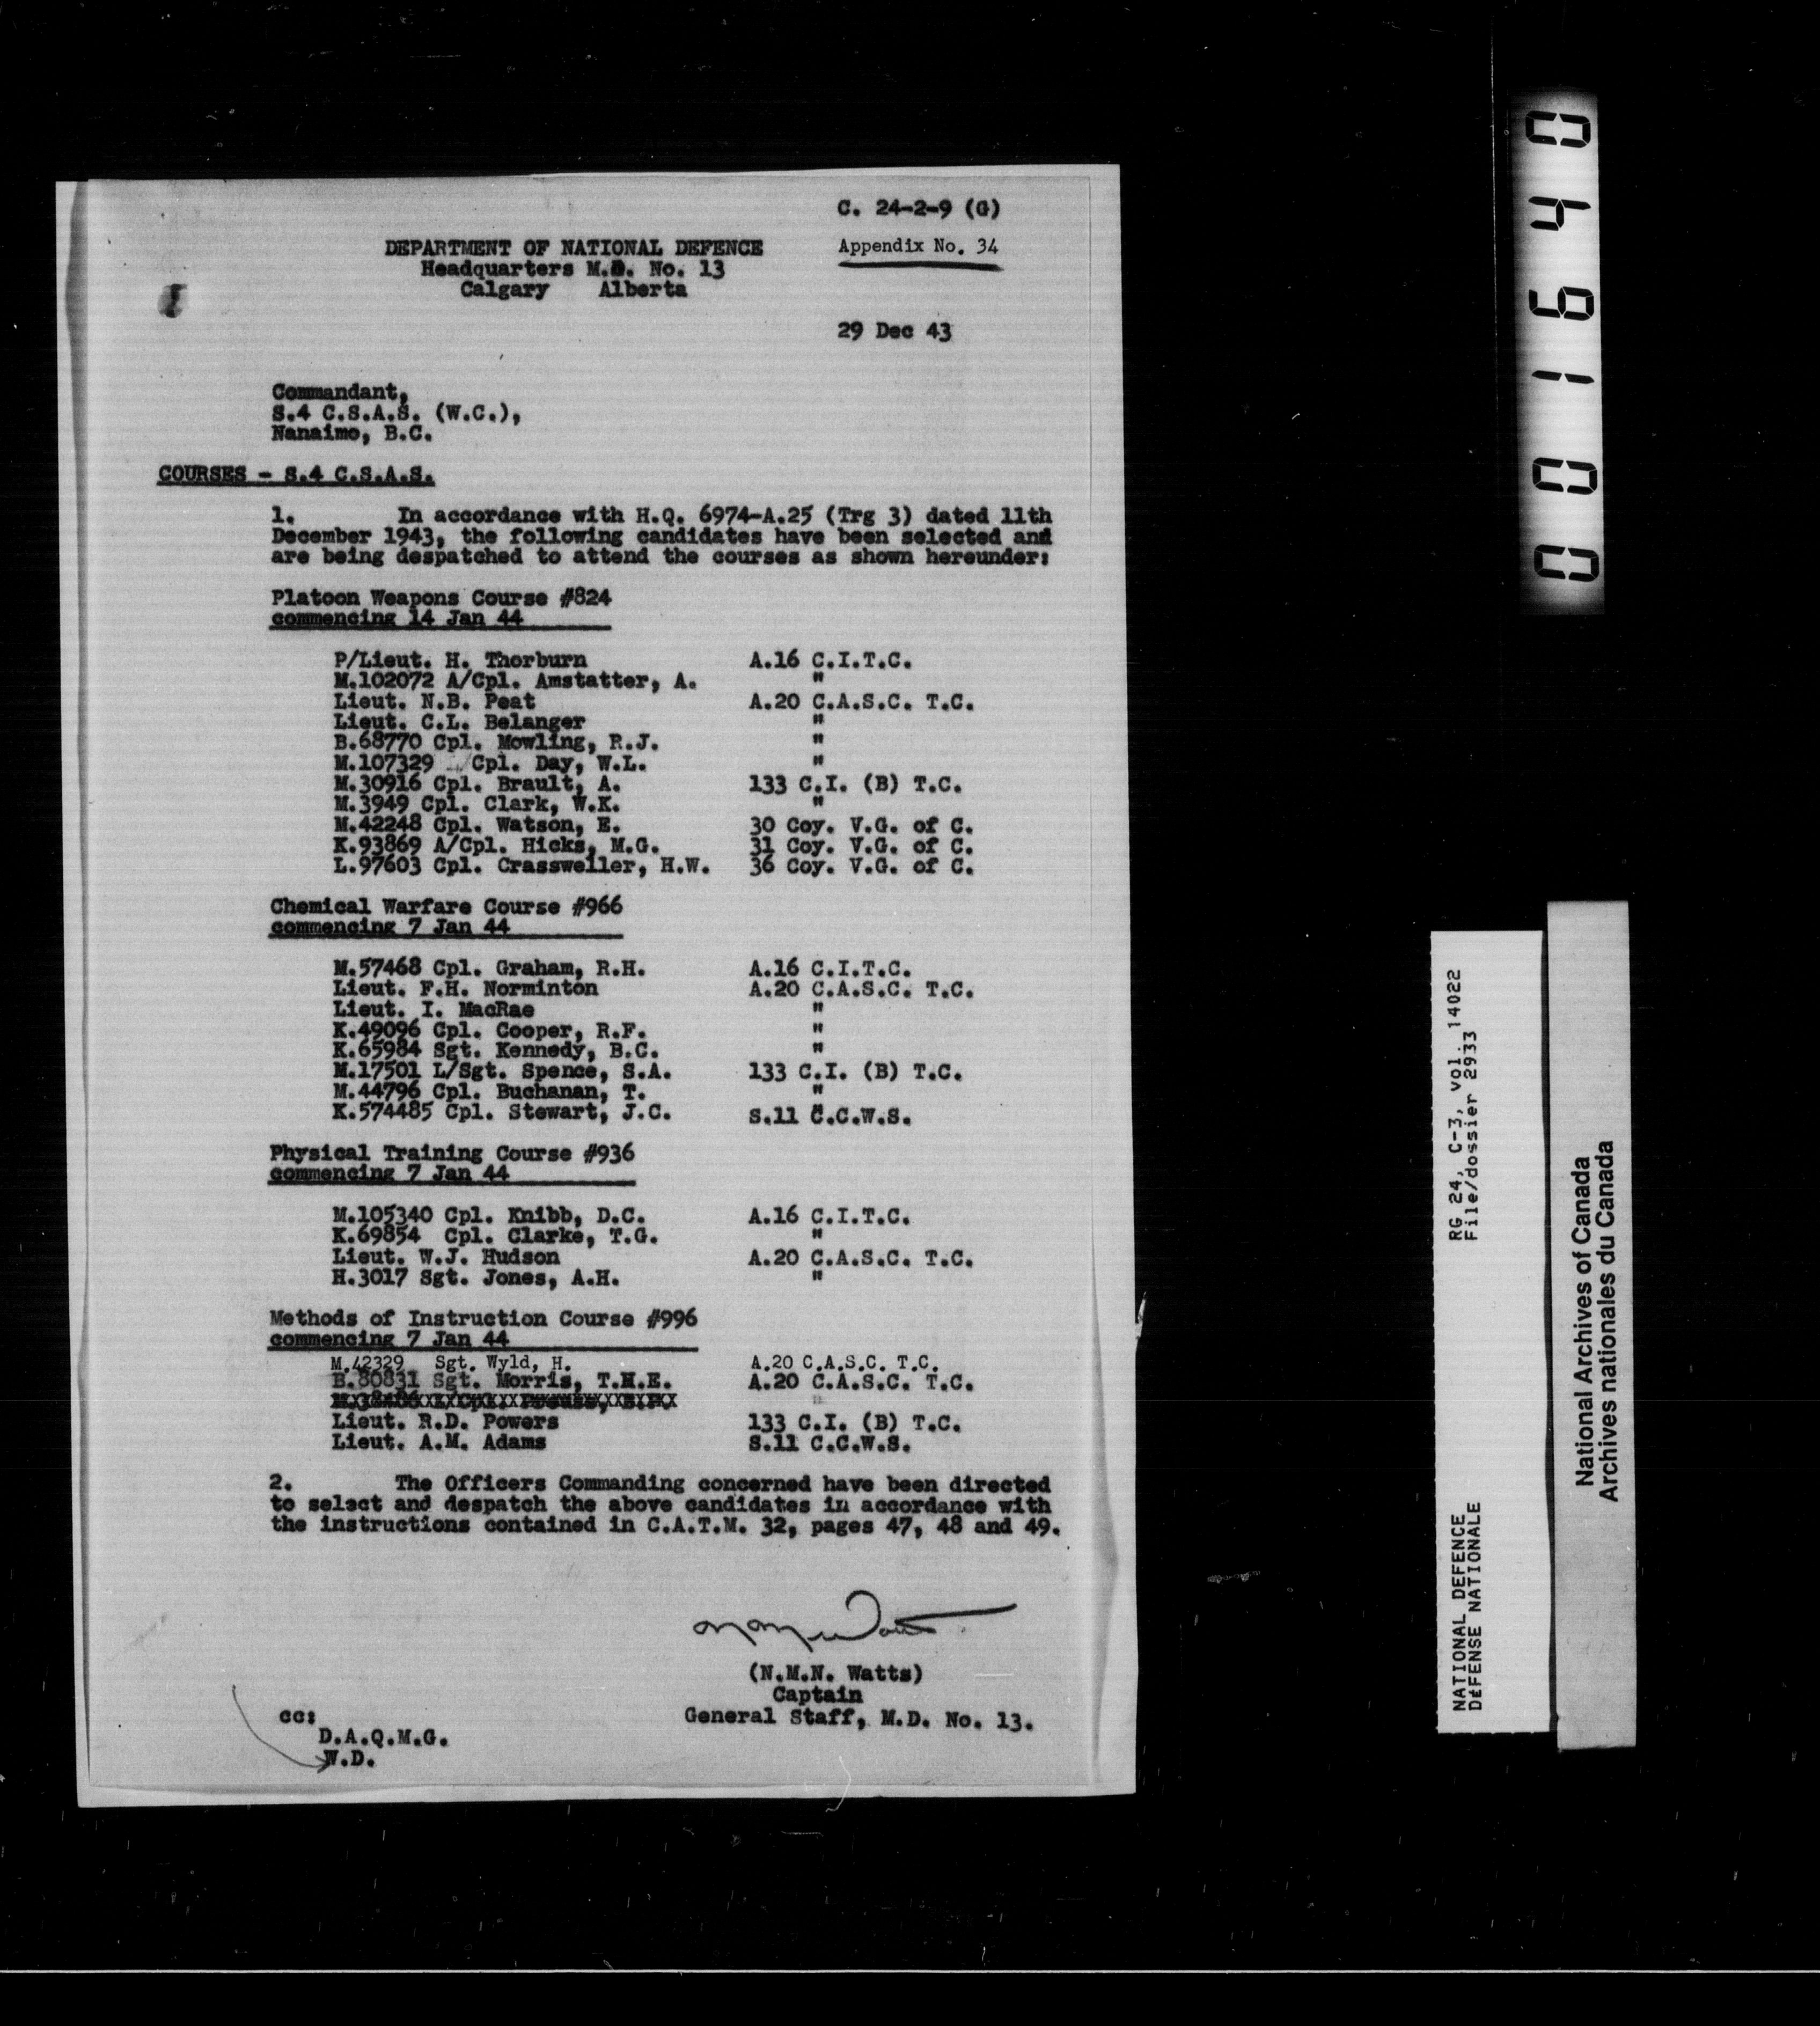 C. 24-2-9 (G)
Appendix No. 34
DEPARTMENT OF NATIONAL DEFENCE
Headquarters M.D. No. 13
Calgary Alberta
29 Dec 43
Commandant,
S.4 C.S.A.S. (W.C.),
Nanaimo, B.C.
COURSES - S.4 C.S.A.S.
1. In accordance with H.Q. 6974-A.25 (Trg 3) dated 11th
December 1943, the following candidates have been selected and
are being despatched to attend the courses as shown hereunder:
Platoon Weapons Course #824
commencing 14 Jan 44
P/Lieut. H. Thorburn A.16 C.I.T.C.
M.102072 A/Cpl. Amstatter, A. "
Lieut. N.B. Peat A.20 C.A.S.C. T.C.
Lieut. C.L. Belanger "
B.68770 Cpl. Mowling, R.J. "
M.107329 /Cpl. Day, W.L. "
M.30916 Cpl. Brault, A. 133 C.I. (B) T.C.
M.3949 Cpl. Clark, W.K. "
M.42248 Cpl. Watson, E. 30 Coy. V.G. of C.
K.93869 A/Cpl. Hicks, M.G. 31 Coy. V.G. of C.
L.97603 Cpl. Crassweller, H.W. 36 Coy. V.G. of C.
Chemical Warfare Course #966
commencing 7 Jan 44
M.57468 Cpl. Graham, R.H. A.16 C.I.T.C.
Lieut. F.H. Norminton A.20 C.A.S.C. T.C.
Lieut. I. MacRae "
K.49096 Cpl. Cooper, R.F. "
K.65984 Sgt. Kennedy, B.C. "
M.17501 L/Sgt. Spence, S.A. 133 C.I. (B) T.C.
M.44796 Cpl. Buchanan, T. "
K.574485 Cpl. Stewart, J.C. S.11 C.C.W.S.
Physical Training Course #936
commencing 7 Jan 44
M.105340 Cpl. Knibb, D.C. A.16 C.I.T.C.
K.69854 Cpl. Clarke, T.G. "
Lieut. W.J. Hudson A.20 C.A.S.C. T.C.
H.3017 Sgt. Jones, A.H. "
Methods of Instruction Course #996
commencing 7 Jan 44
M.42329 Sgt. Wyld, H. A.20 C.A.S.C. T.C.
B.80831 Sgt. Morris, T.H.E. A.20 C.A.S.C. T.C.
"
Lieut. R.D. Powers 133 C.I. (B) T.C.
Lieut. A.M. Adams S.11 C.C.W.S.
2. The Officers Commanding concerned have been directed
to select and despatch the above candidates in accordance with
the instructions contained in C.A.T.M. 32, pages 47, 48 and 49.
(N.M.N. Watts)
Captain
General Staff, M.D. No. 13.
cc:
D.A.Q.M.G.
W.D.
001640
RG 24, C-3, vol. 14022
File/dossier 2933
NATIONAL DEFENCE
DÉFENSE NATIONALE
National Archives of Canada
Archives nationales du Canada